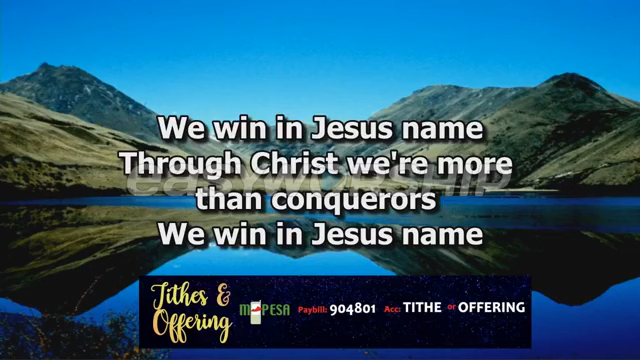 We win in Jesus name
Through Christ we're more
than conquerors
We win in Jesus name
easyworship
Tithes &
Offering
M-PESA
Paybill: 904801 Acc: TITHE or OFFERING